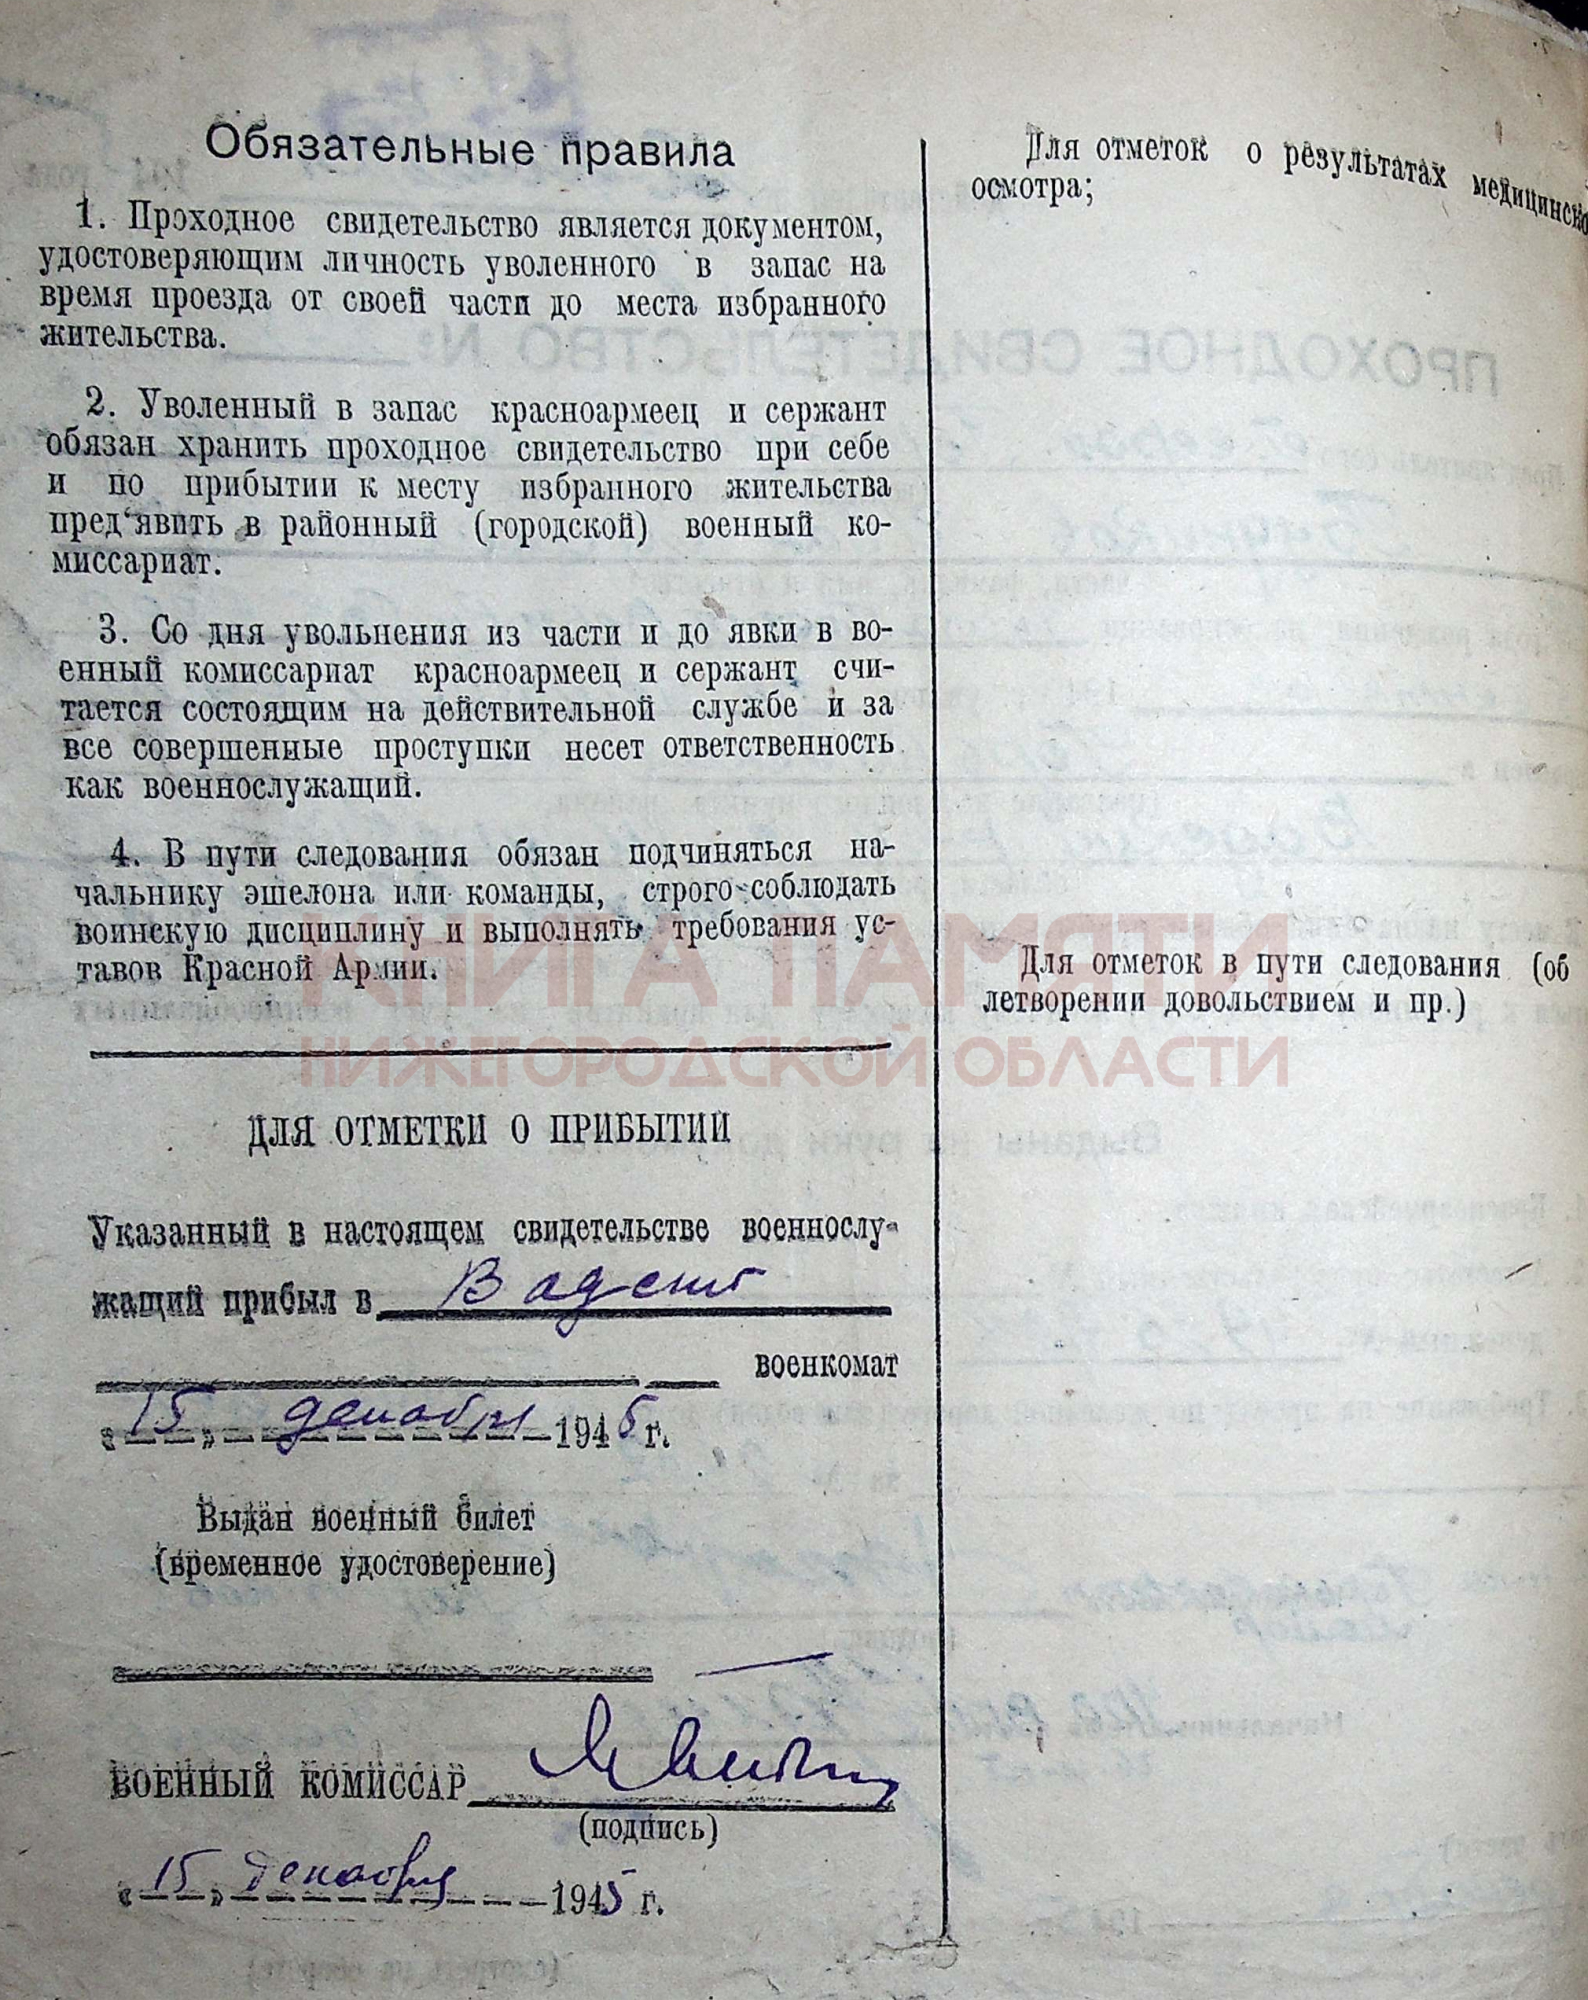 Обязательные правила
1. Проходное свидетельство является документом,
удостоверяющим личность уволенного в запас на
время проезда от своей части до места избранного
жительства.
2. Уволенный в запас красноармеец и сержант
обязан хранить проходное свидетельство при себе
и по прибытии к месту избранного жительства
пред‘явить в районный (городской) военный ко-
миссариат.
3. Со дня увольнения из части и до явки в во-
енный комиссариат красноармеец и сержант счи-
тается состоящим на действительной службе и за
все совершенные проступки несет ответственность
как военнослужащий.
4. В пути следования обязан подчиняться на-
чальнику эшелона или команды, строго соблюдать
воинскую дисциплину и выполнять требования ус-
тавов Красной Армии.
ДЛЯ ОТМЕТКИ О ПРИБЫТИИ
Указанный в настоящем свидетельстве военнослу-
жащий прибыл в
военкомат
«15» декабря 1945 г.
Выдан военный билет
(временное удостоверение)
ВОЕННЫЙ КОМИССАР
(подпись)
«15» декабря 1945 г.
Для отметок о результатах медицинско
осмотра;
Для отметок в пути следования (об
летворении довольствием и пр.)
КНИГА ПАМЯТИ
НИЖЕГОРОДСКОЙ ОБЛАСТИ